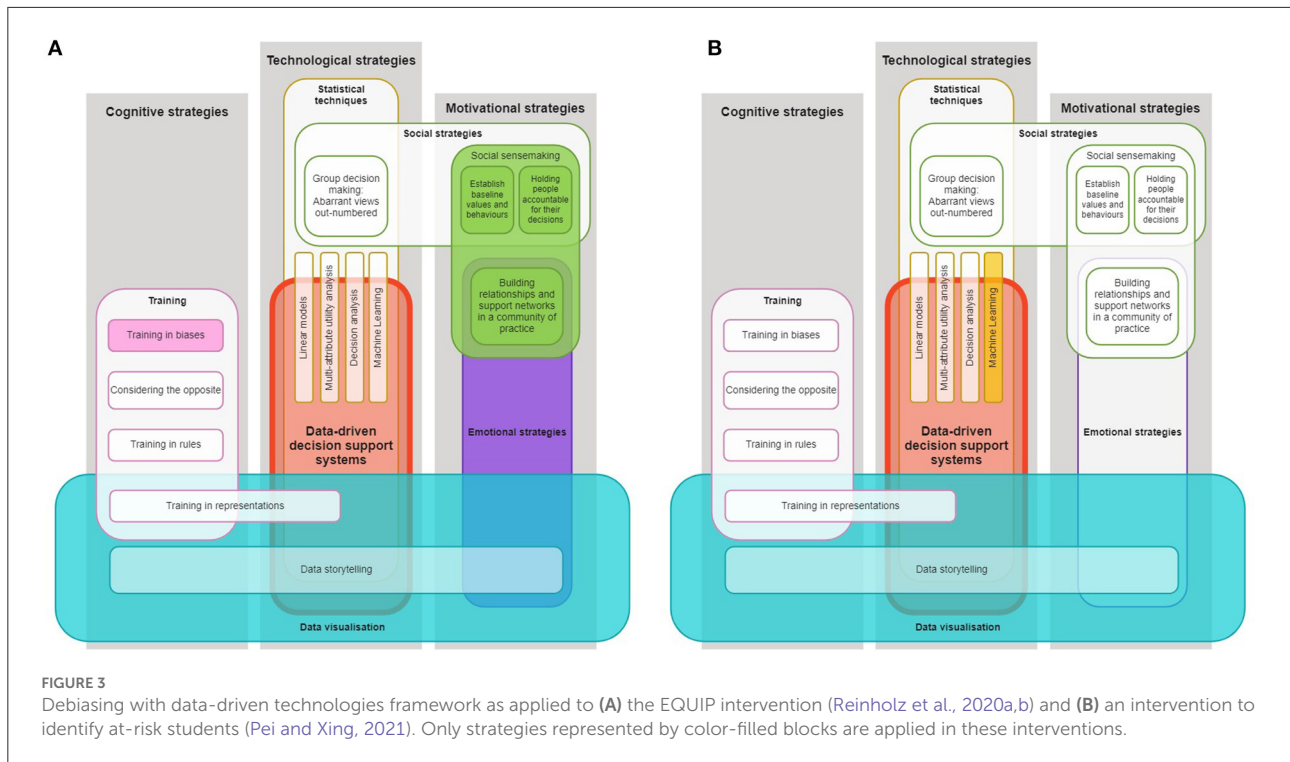 A
Technological strategies
Statistical
techniques
Cognitive strategies
Motivational strategies
Social strategies
Social sensemaking
Group decision
making:
Abarrant views
out-numbered
Establish
baseline
values and
behaviours
Holding
people
accountable
for their
decisions
Linear models
Multi-attribute utility analysis
Decision analysis
Machine Learning
Building
relationships and
support networks
in a community of
practice
Training
Training in biases
Considering the opposite
Training in rules
Data-driven
decision support
systems
Emotional strategies
Training in representations
Data storytelling
Data visualisation
B
Technological strategies
Statistical
techniques
Cognitive strategies
Motivational strategies
Social strategies
Social sensemaking
Group decision
making:
Abarrant views
out-numbered
Establish
baseline
values and
behaviours
Holding
people
accountable
for their
decisions
Linear models
Multi-attribute utility analysis
Decision analysis
Machine Learning
Building
relationships and
support networks
in a community of
practice
Training
Training in biases
Considering the opposite
Training in rules
Data-driven
decision support
systems
Emotional strategies
Training in representations
Data storytelling
Data visualisation
FIGURE 3
Debiasing with data-driven technologies framework as applied to (A) the EQUIP intervention (Reinholz et al., 2020a,b) and (B) an intervention to
identify at-risk students (Pei and Xing, 2021). Only strategies represented by color-filled blocks are applied in these interventions.